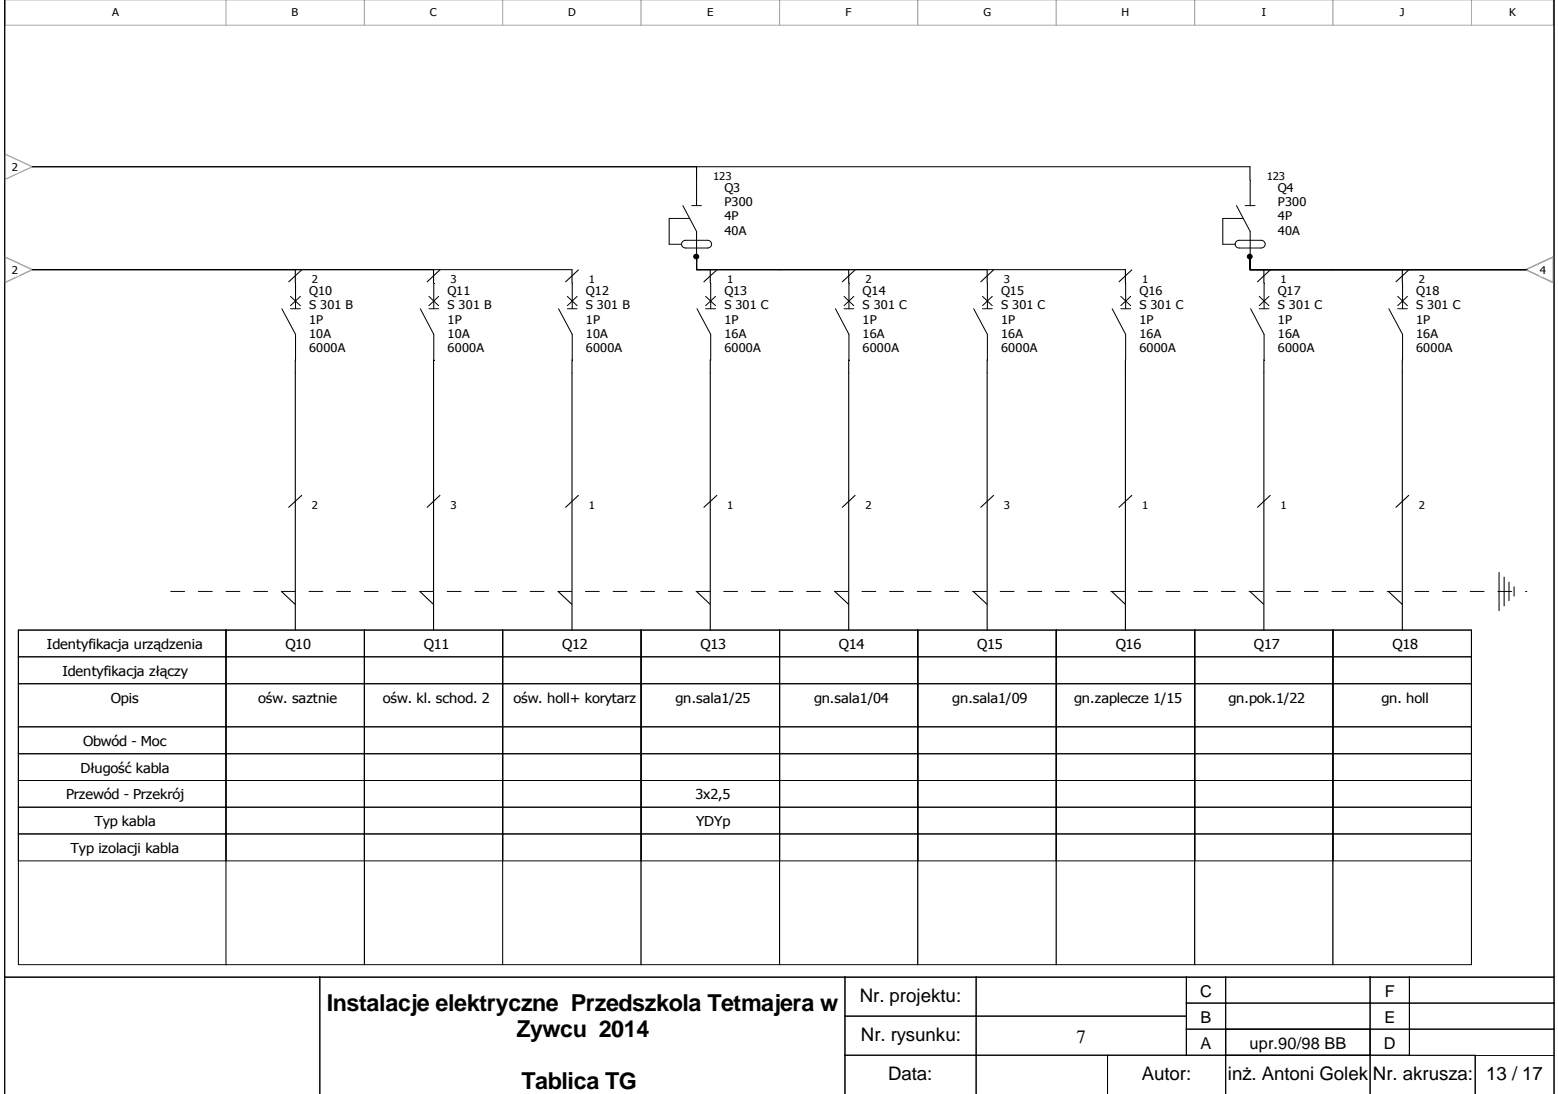 A B C D E F G H I J K
2
123 123
Q3 Q4
P300 P300
4P 4P
40A 40A
2 4
2 3 1 1 2 3 1 1 2
Q10 Q11 Q12 Q13 Q14 Q15 Q16 Q17 Q18
S 301 B S 301 B S 301 B S 301 C S 301 C S 301 C S 301 C S 301 C S 301 C
1P 1P 1P 1P 1P 1P 1P 1P 1P
10A 10A 10A 16A 16A 16A 16A 16A 16A
6000A 6000A 6000A 6000A 6000A 6000A 6000A 6000A 6000A
2 3 1 1 2 3 1 1 2
Identyfikacja urządzenia Q10 Q11 Q12 Q13 Q14 Q15 Q16 Q17 Q18
Identyfikacja złączy
Opis ośw. saztnie ośw. kl. schod. 2 ośw. holl+ korytarz gn.sala1/25 gn.sala1/04 gn.sala1/09 gn.zaplecze 1/15 gn.pok.1/22 gn. holl
Obwód - Moc
Długość kabla
Przewód - Przekrój 3x2,5
Typ kabla YDYp
Typ izolacji kabla
Instalacje elektryczne Przedszkola Tetmajera w
Zywcu 2014
Tablica TG
Nr. projektu: C F
B E
Nr. rysunku: 7 A upr.90/98 BB D
Data: Autor: inż. Antoni Golek Nr. akrusza: 13 / 17